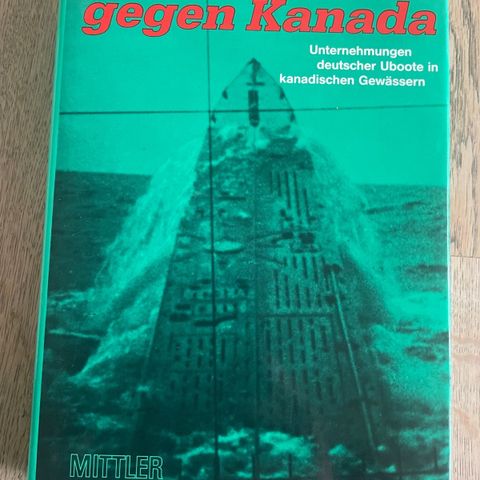 gegen Kanada
Unternehmungen
deutscher Uboote in
kanadischen Gewässern
MITTLER